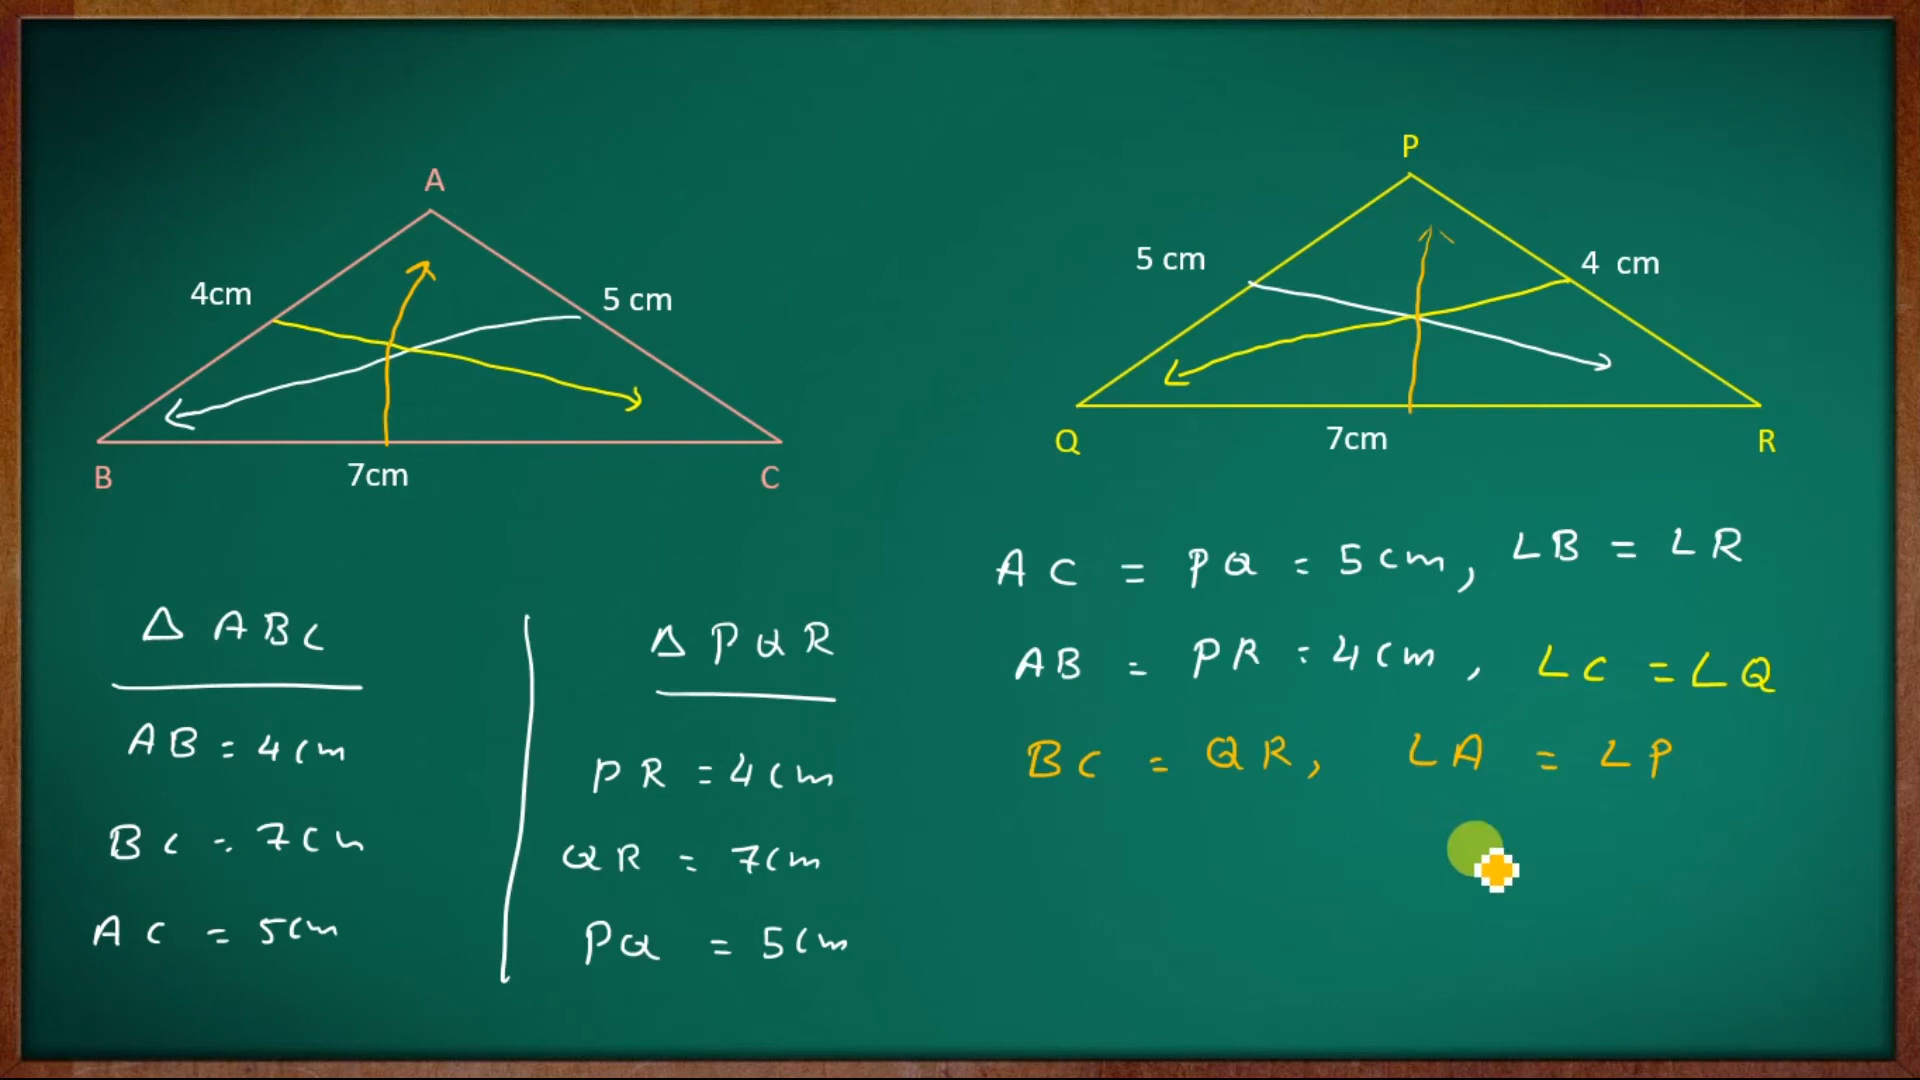 A
4cm
5 cm
B
7cm
C
P
5 cm
4 cm
Q
7cm
R
Δ ABC
AB = 4cm
BC = 7cm
AC = 5cm
Δ PQR
PR = 4cm
QR = 7cm
PQ = 5cm
AC = PQ = 5cm, ∠B = ∠R
AB = PR = 4cm, ∠C = ∠Q
BC = QR, ∠A = ∠P